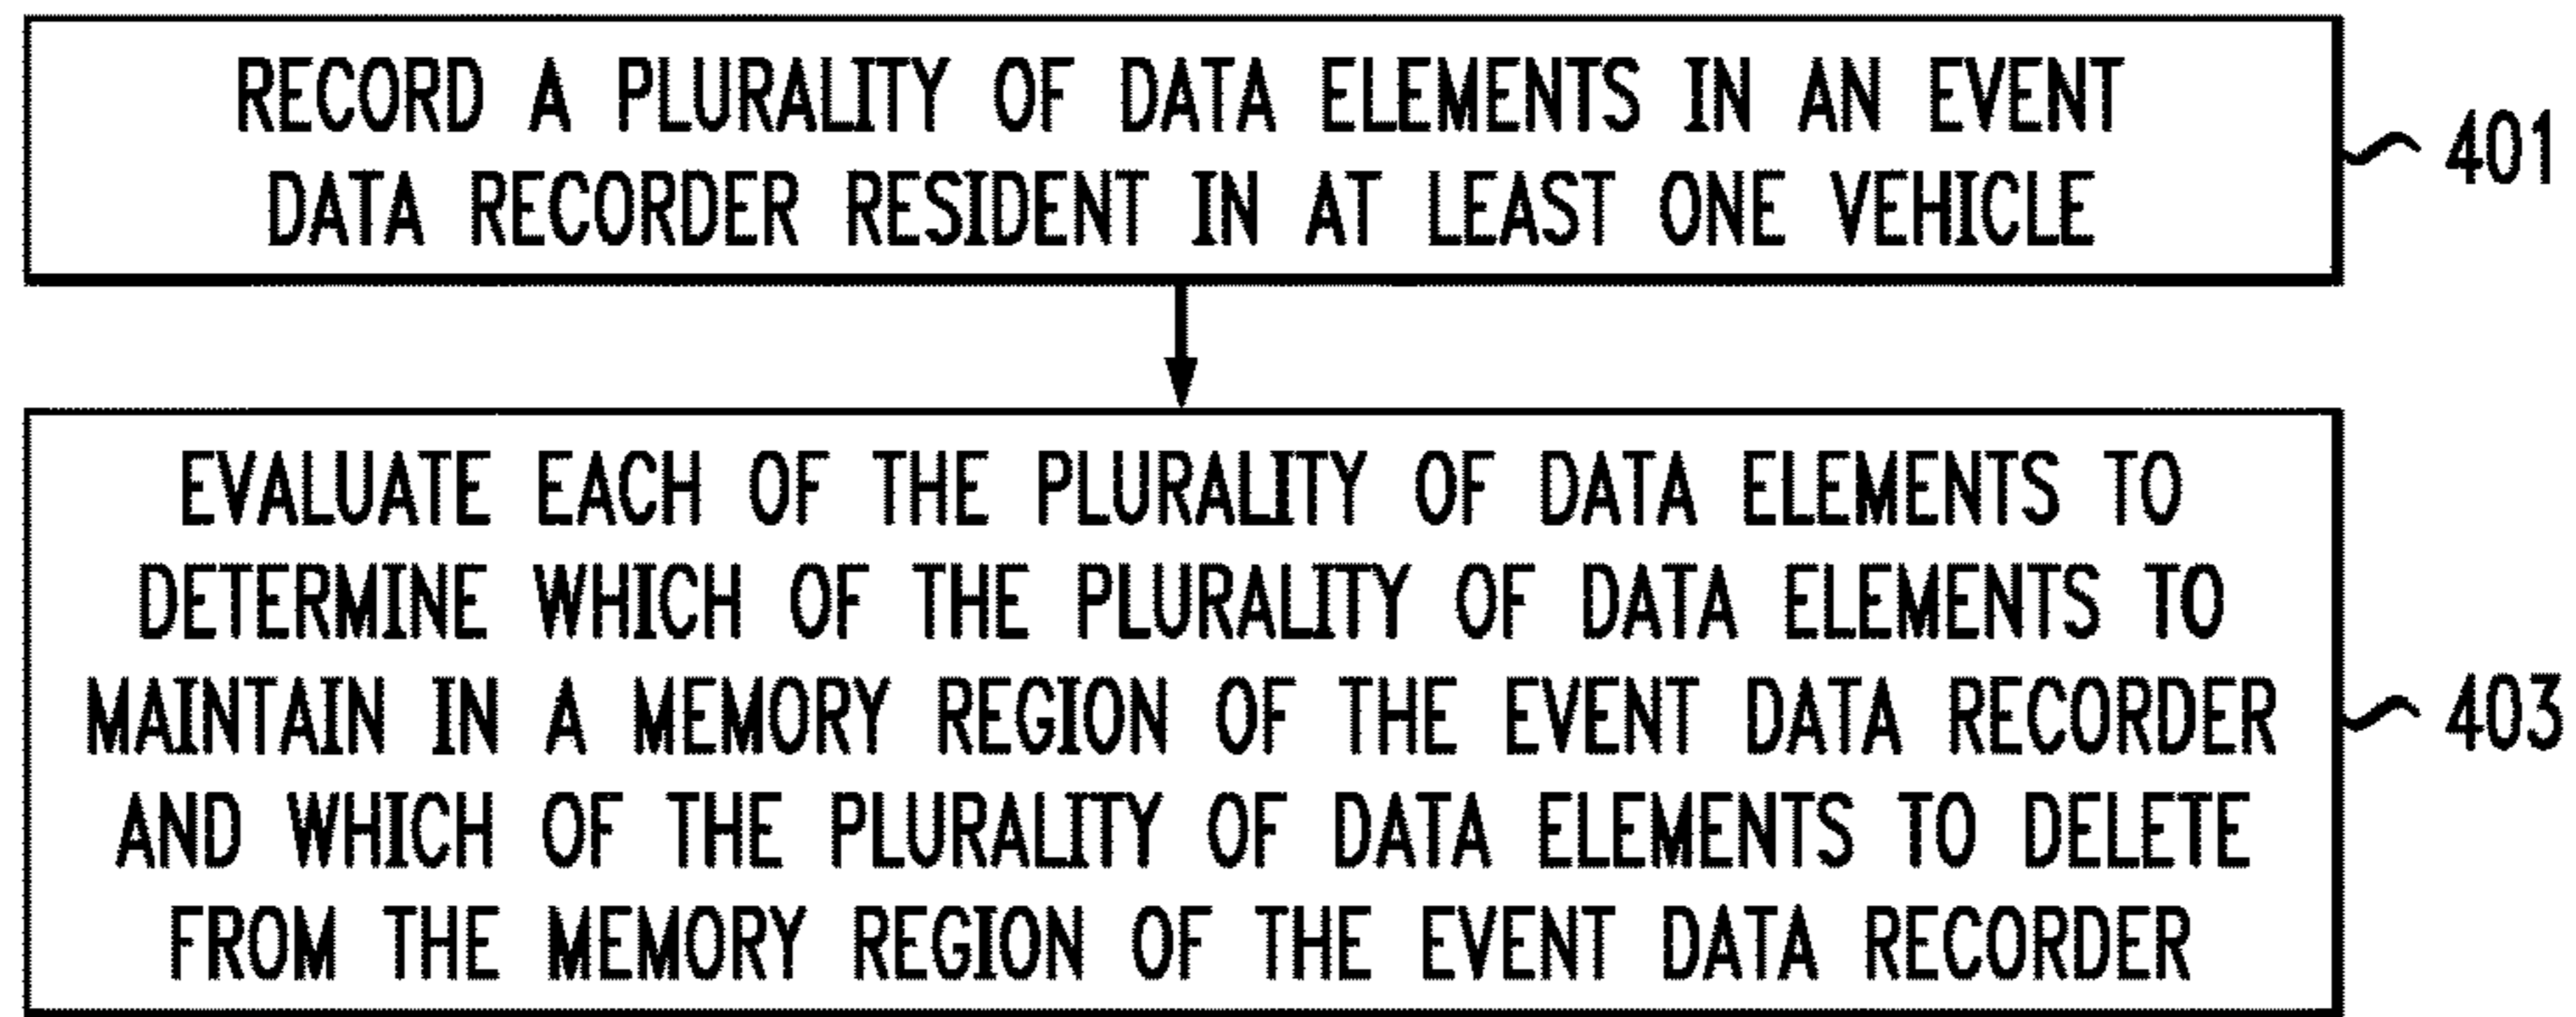 RECORD A PLURALITY OF DATA ELEMENTS IN AN EVENT
DATA RECORDER RESIDENT IN AT LEAST ONE VEHICLE
401
EVALUATE EACH OF THE PLURALITY OF DATA ELEMENTS TO
DETERMINE WHICH OF THE PLURALITY OF DATA ELEMENTS TO
MAINTAIN IN A MEMORY REGION OF THE EVENT DATA RECORDER
AND WHICH OF THE PLURALITY OF DATA ELEMENTS TO DELETE
FROM THE MEMORY REGION OF THE EVENT DATA RECORDER
403